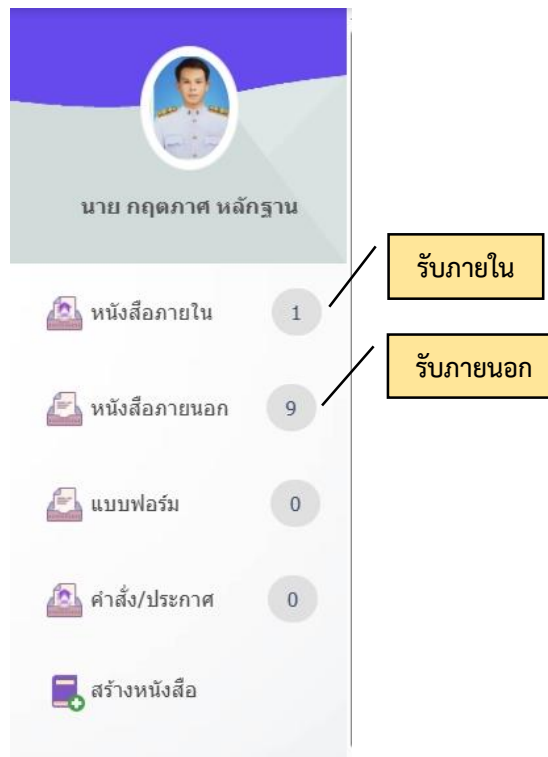 นาย กฤตภาศ หลักฐาน
หนังสือภายใน 1
รับภายใน
หนังสือภายนอก 9
รับภายนอก
แบบฟอร์ม 0
คำสั่ง/ประกาศ 0
สร้างหนังสือ